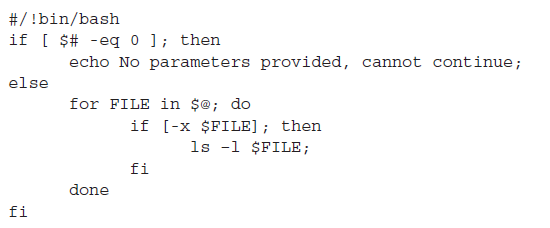 #/!bin/bash
if [ $# -eq 0 ]; then
echo No parameters provided, cannot continue;
else
for FILE in $@; do
if [-x $FILE]; then
ls –l $FILE;
fi
done
fi